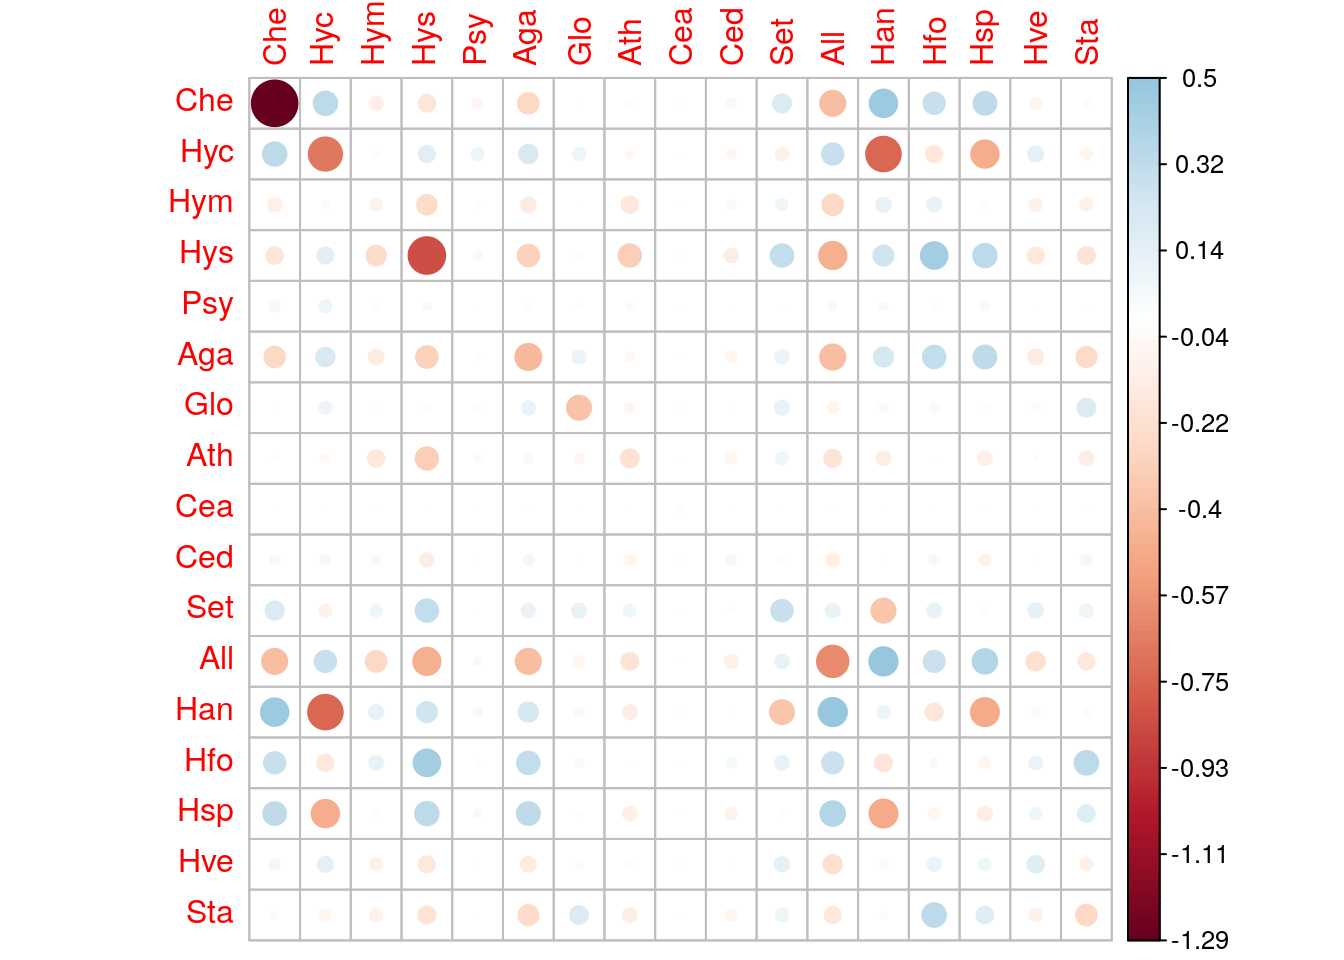 Che Hyc Hym Hys Psy Aga Glo Ath Cea Ced Set All Han Hfo Hsp Hve Sta
Che
Hyc
Hym
Hys
Psy
Aga
Glo
Ath
Cea
Ced
Set
All
Han
Hfo
Hsp
Hve
Sta
0.5
0.32
0.14
-0.04
-0.22
-0.4
-0.57
-0.75
-0.93
-1.11
-1.29